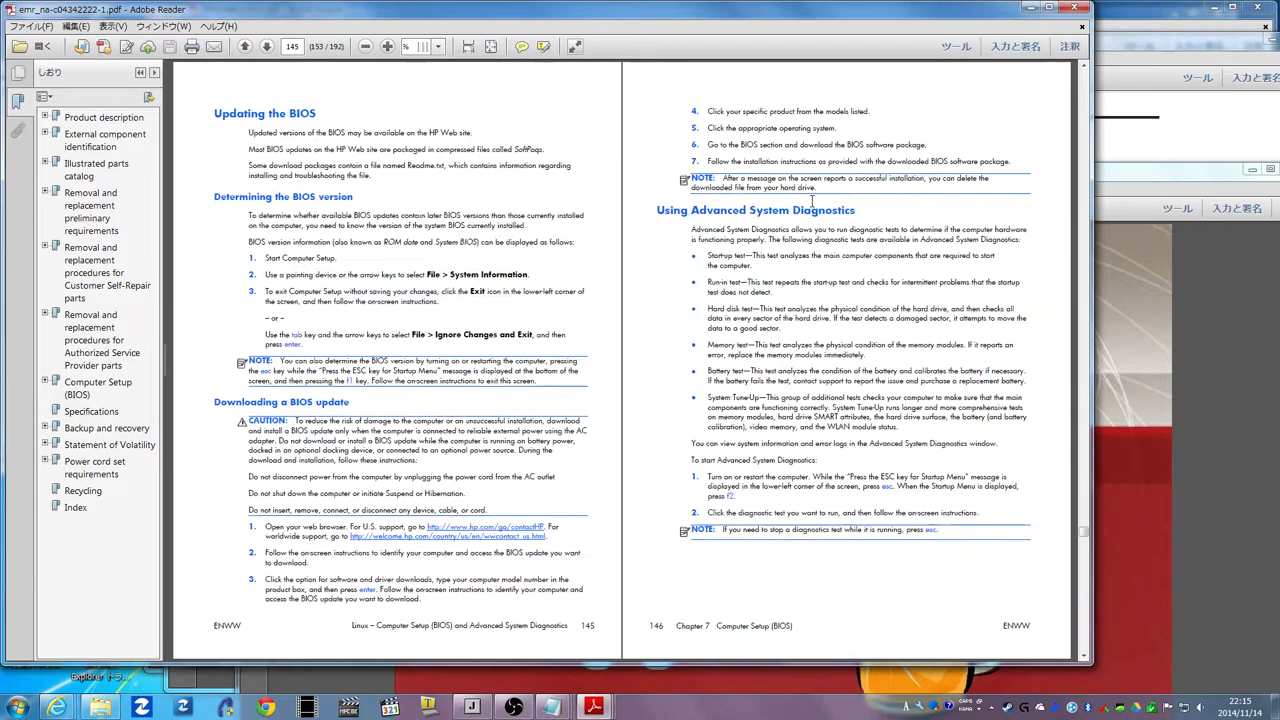 emr_na-c04342222-1.pdf - Adobe Reader
ファイル(F) 編集(E) 表示(V) ウィンドウ(W) ヘルプ(H)
開く 145 (153 / 192) ツール 入力と署名 注釈
しおり
Product description
External component
identification
Illustrated parts
catalog
Removal and
replacement
preliminary
requirements
Removal and
replacement
procedures for
Customer Self-Repair
parts
Removal and
replacement
procedures for
Authorized Service
Provider parts
Computer Setup
(BIOS)
Specifications
Backup and recovery
Statement of Volatility
Power cord set
requirements
Recycling
Index
Updating the BIOS
Updated versions of the BIOS may be available on the HP Web site.
Most BIOS updates on the HP Web site are packaged in compressed files called SoftPaqs.
Some download packages contain a file named Readme.txt, which contains information regarding
installing and troubleshooting the file.
Determining the BIOS version
To determine whether available BIOS updates contain later BIOS versions than those currently installed
on the computer, you need to know the version of the system BIOS currently installed.
BIOS version information (also known as ROM date and System BIOS) can be displayed as follows:
1. Start Computer Setup.
2. Use a pointing device or the arrow keys to select File > System Information.
3. To exit Computer Setup without saving your changes, click the Exit icon in the lower-left corner of
the screen, and then follow the on-screen instructions.
– or –
Use the tab key and the arrow keys to select File > Ignore Changes and Exit, and then
press enter.
NOTE: You can also determine the BIOS version by turning on or restarting the computer, pressing
the esc key while the "Press the ESC key for Startup Menu" message is displayed at the bottom of the
screen, and then pressing the f1 key. Follow the on-screen instructions to exit this screen.
Downloading a BIOS update
CAUTION: To reduce the risk of damage to the computer or an unsuccessful installation, download
and install a BIOS update only when the computer is connected to reliable external power using the AC
adapter. Do not download or install a BIOS update while the computer is running on battery power,
docked in an optional docking device, or connected to an optional power source. During the
download and installation, follow these instructions:
Do not disconnect power from the computer by unplugging the power cord from the AC outlet
Do not shut down the computer or initiate Suspend or Hibernation.
Do not insert, remove, connect, or disconnect any device, cable, or cord.
1. Open your web browser. For U.S. support, go to http://www.hp.com/go/contactHP. For
worldwide support, go to http://welcome.hp.com/country/us/en/wwcontact_us.html.
2. Follow the on-screen instructions to identify your computer and access the BIOS update you want
to download.
3. Click the option for software and driver downloads, type your computer model number in the
product box, and then press enter. Follow the on-screen instructions to identify your computer and
access the BIOS update you want to download.
ENWW Linux – Computer Setup (BIOS) and Advanced System Diagnostics 145
4. Click your specific product from the models listed.
5. Click the appropriate operating system.
6. Go to the BIOS section and download the BIOS software package.
7. Follow the installation instructions as provided with the downloaded BIOS software package.
NOTE: After a message on the screen reports a successful installation, you can delete the
downloaded file from your hard drive.
Using Advanced System Diagnostics
Advanced System Diagnostics allows you to run diagnostic tests to determine if the computer hardware
is functioning properly. The following diagnostic tests are available in Advanced System Diagnostics:
• Start-up test—This test analyzes the main computer components that are required to start
the computer.
• Run-in test—This test repeats the start-up test and checks for intermittent problems that the start-up
test does not detect.
• Hard disk test—This test analyzes the physical condition of the hard drive, and then checks all
data in every sector of the hard drive. If the test detects a damaged sector, it attempts to move the
data to a good sector.
• Memory test—This test analyzes the physical condition of the memory modules. If it reports an
error, replace the memory modules immediately.
• Battery test—This test analyzes the condition of the battery and calibrates the battery if necessary.
If the battery fails the test, contact support to report the issue and purchase a replacement battery.
• System Tune-Up—This group of additional tests checks your computer to make sure that the main
components are functioning correctly. System Tune-Up runs longer and more comprehensive tests
on memory modules, hard drive SMART attributes, the hard drive surface, the battery (and battery
calibration), video memory, and the WLAN module status.
You can view system information and error logs in the Advanced System Diagnostics window.
To start Advanced System Diagnostics:
1. Turn on or restart the computer. While the "Press the ESC key for Startup Menu" message is
displayed in the lower-left corner of the screen, press esc. When the Startup Menu is displayed,
press f2.
2. Click the diagnostic test you want to run, and then follow the on-screen instructions.
NOTE: If you need to stop a diagnostics test while it is running, press esc.
146 Chapter 7 Computer Setup (BIOS) ENWW
ツール 入力と署名
ツール 入力と署名
Explorer トラ...
CAPS
KANA
22:15
2014/11/14